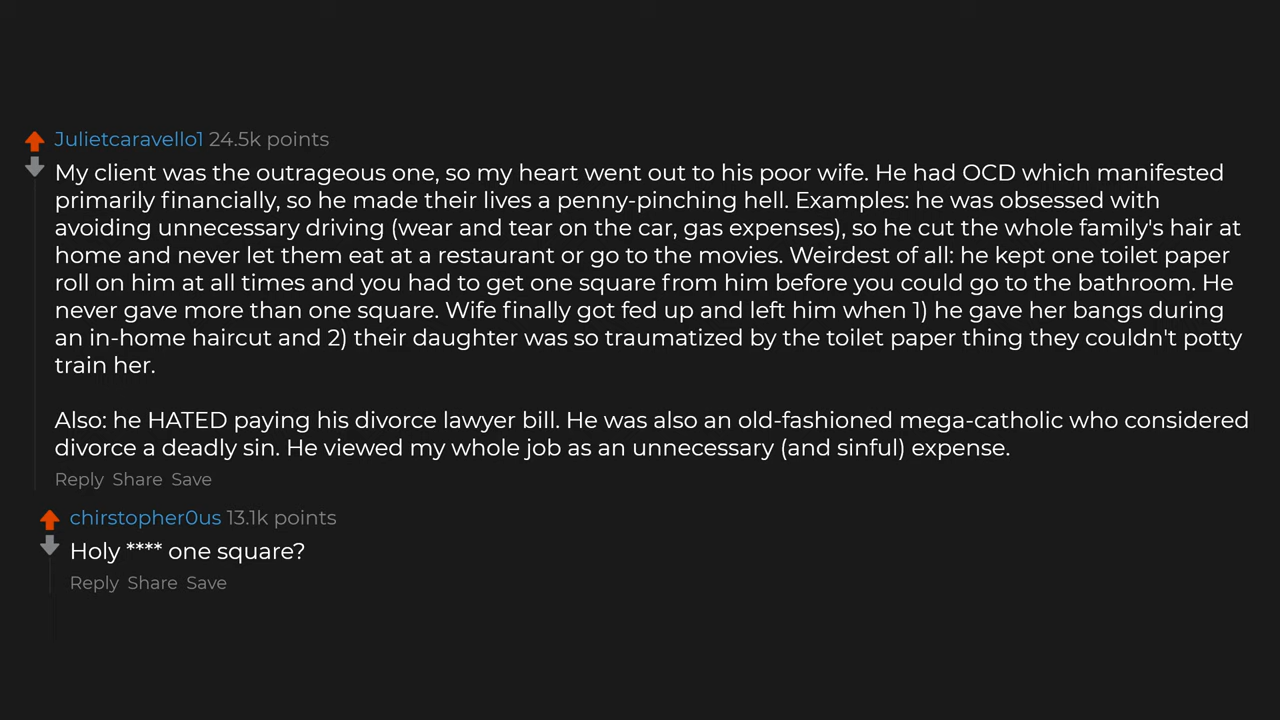 Julietcaravello1 24.5k points
My client was the outrageous one, so my heart went out to his poor wife. He had OCD which manifested
primarily financially, so he made their lives a penny-pinching hell. Examples: he was obsessed with
avoiding unnecessary driving (wear and tear on the car, gas expenses), so he cut the whole family's hair at
home and never let them eat at a restaurant or go to the movies. Weirdest of all: he kept one toilet paper
roll on him at all times and you had to get one square from him before you could go to the bathroom. He
never gave more than one square. Wife finally got fed up and left him when 1) he gave her bangs during
an in-home haircut and 2) their daughter was so traumatized by the toilet paper thing they couldn't potty
train her.
Also: he HATED paying his divorce lawyer bill. He was also an old-fashioned mega-catholic who considered
divorce a deadly sin. He viewed my whole job as an unnecessary (and sinful) expense.
Reply Share Save
chirstopher0us 13.1k points
Holy **** one square?
Reply Share Save